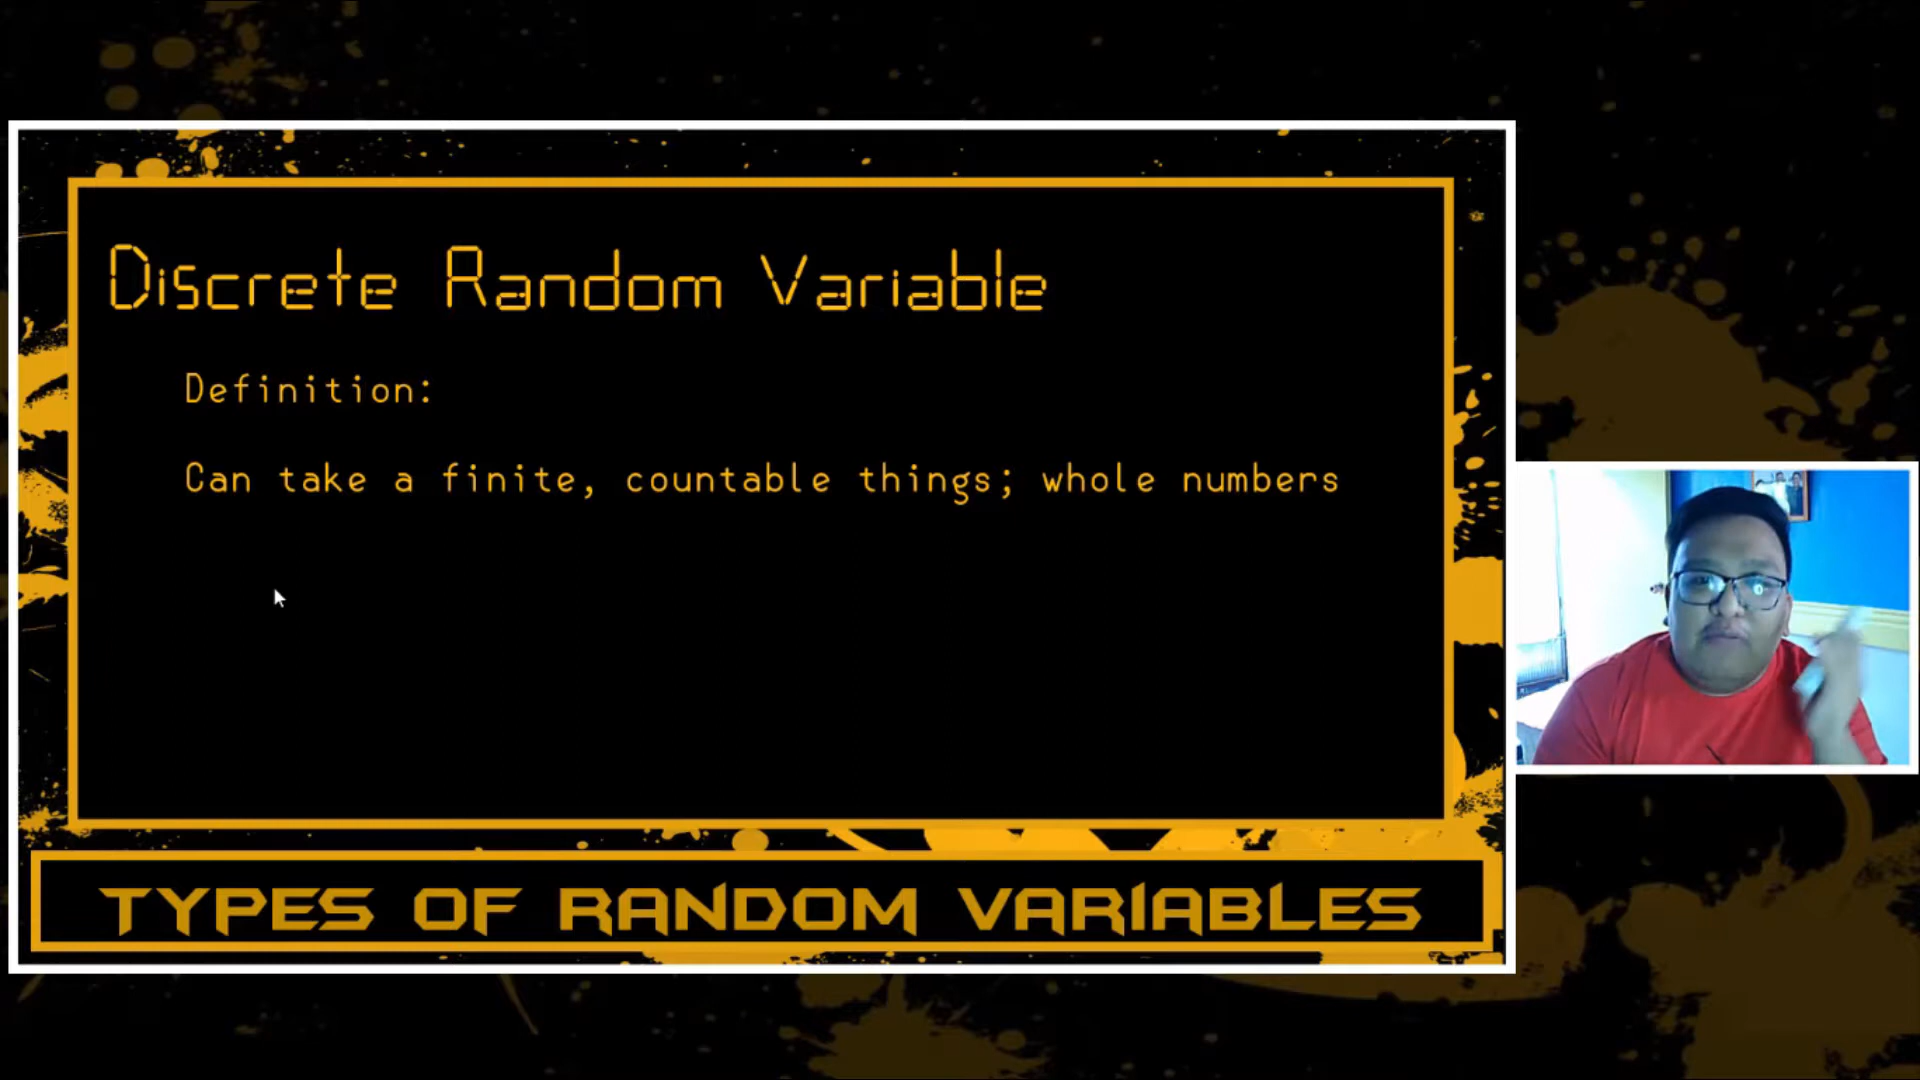 Discrete Random Variable
Definition:
Can take a finite, countable things; whole numbers
TYPES OF RANDOM VARIABLES